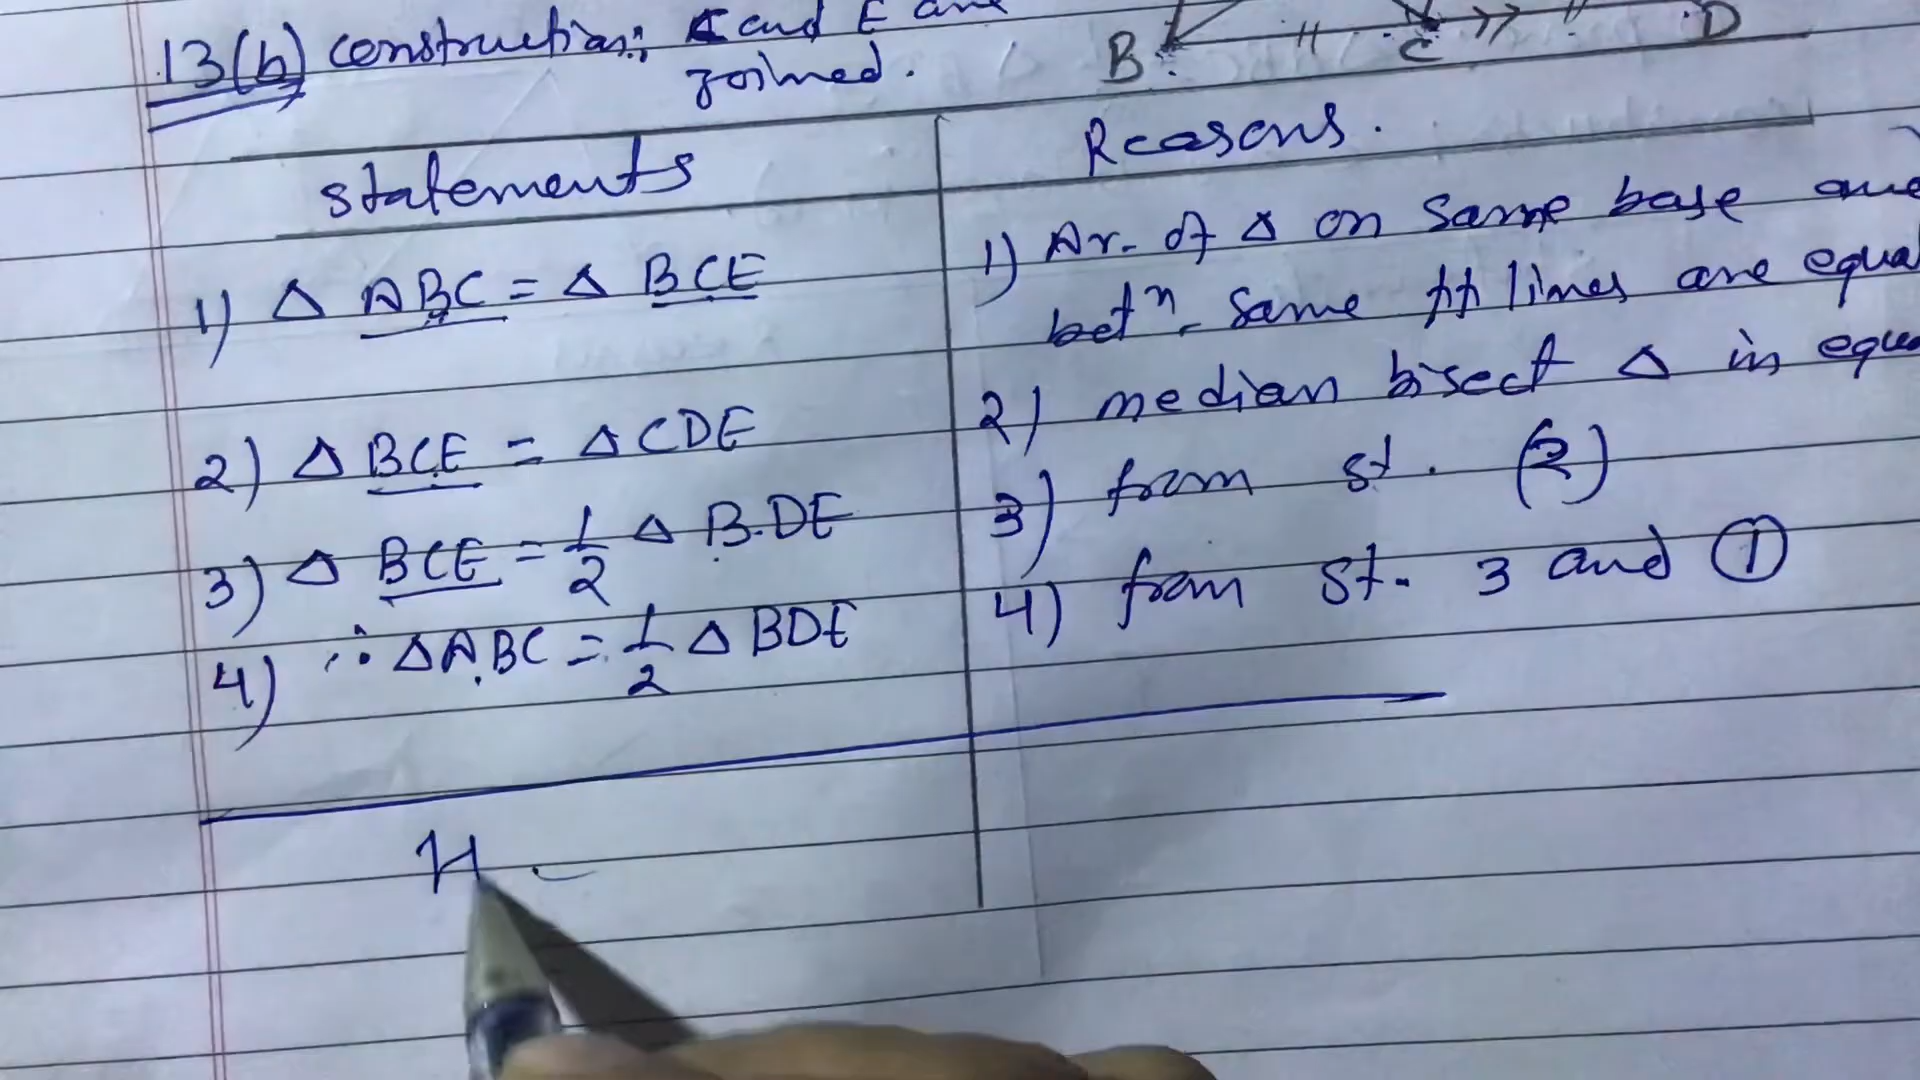 13(b) construction; C and E are
joined.
B C D
statements
Reasons.
1) Δ ABC = Δ BCE
1) Ar. of Δ on same base and
betⁿ. same // lines are equal
2) Δ BCE = Δ CDE
2) median bisect Δ in equal
3) Δ BCE = 1/2 Δ BDE
3) from st. (2)
4) ∴ Δ ABC = 1/2 Δ BDE
4) from st. 3 and ①
H